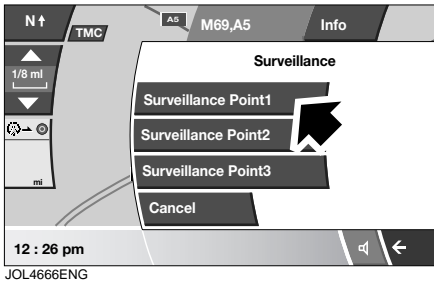 N
TMC
A5
M69,A5
Info
Surveillance
1/8 ml
Surveillance Point1
Surveillance Point2
Surveillance Point3
mi
Cancel
12 : 26 pm
JOL4666ENG